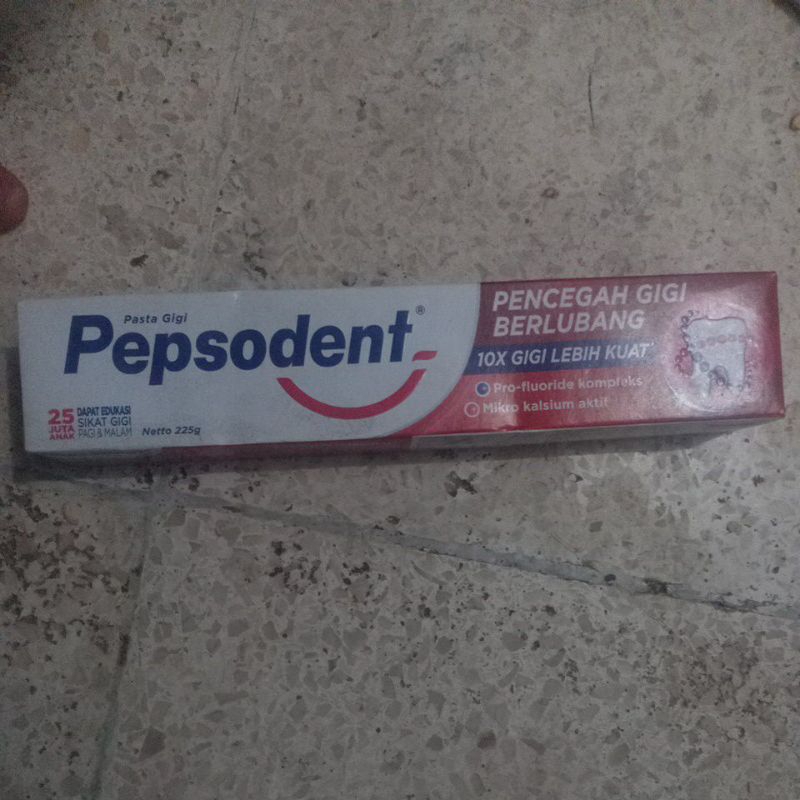 Pasta Gigi
Pepsodent®
25 JUTA ANAK
DAPAT EDUKASI
SIKAT GIGI
PAGI & MALAM
Netto 225g
PENCEGAH GIGI
BERLUBANG
10X GIGI LEBIH KUAT*
Pro-fluoride kompleks
Mikro kalsium aktif